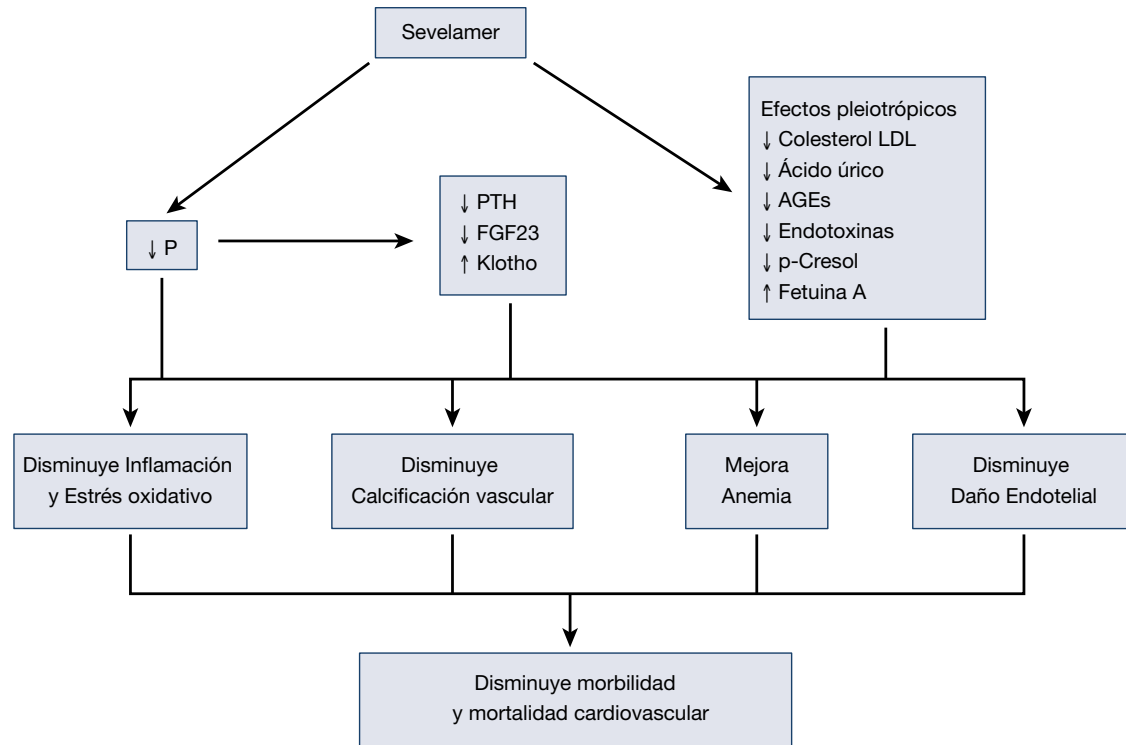 Sevelamer
Efectos pleiotrópicos
↓ Colesterol LDL
↓ Ácido úrico
↓ AGEs
↓ Endotoxinas
↓ p-Cresol
↑ Fetuina A
↓ P
↓ PTH
↓ FGF23
↑ Klotho
Disminuye Inflamación
y Estrés oxidativo
Disminuye
Calcificación vascular
Mejora
Anemia
Disminuye
Daño Endotelial
Disminuye morbilidad
y mortalidad cardiovascular